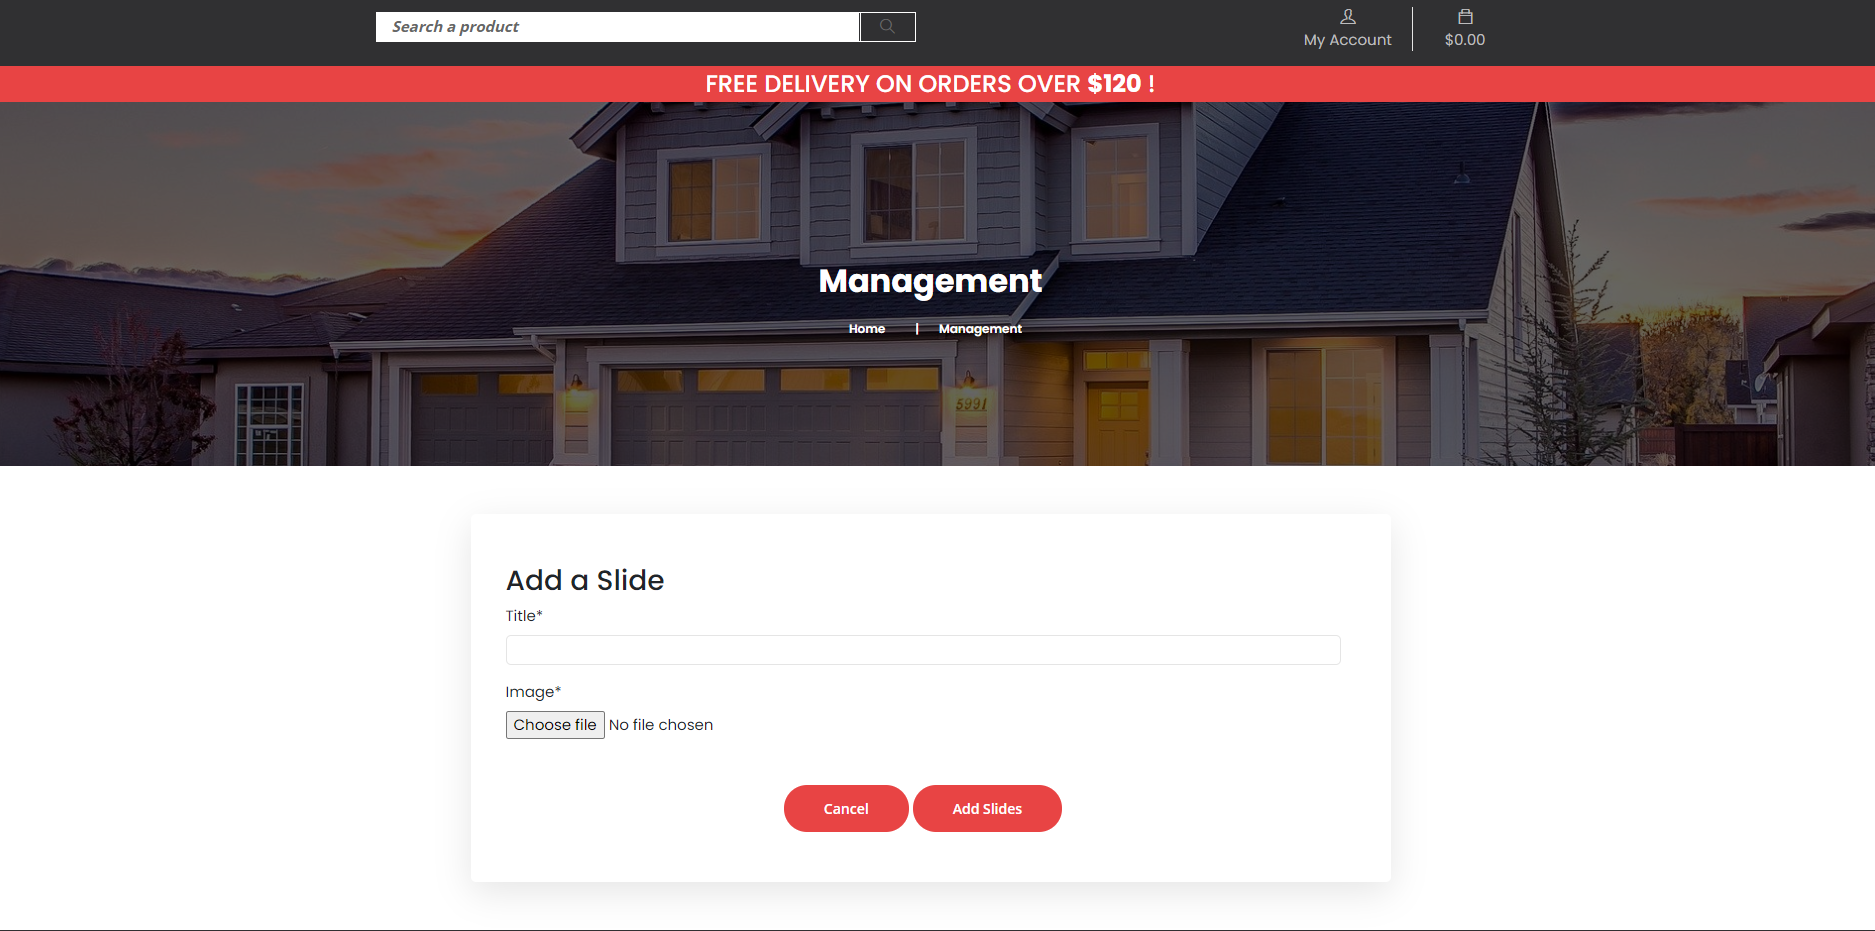 Search a product
My Account
$0.00
FREE DELIVERY ON ORDERS OVER $120 !
Management
Home | Management
5991
Add a Slide
Title*
Image*
Choose file No file chosen
Cancel Add Slides